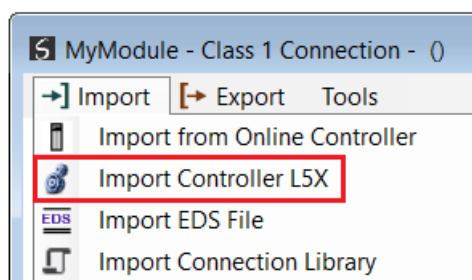 MyModule - Class 1 Connection - ()
Import Export Tools
Import from Online Controller
Import Controller L5X
EDS Import EDS File
Import Connection Library